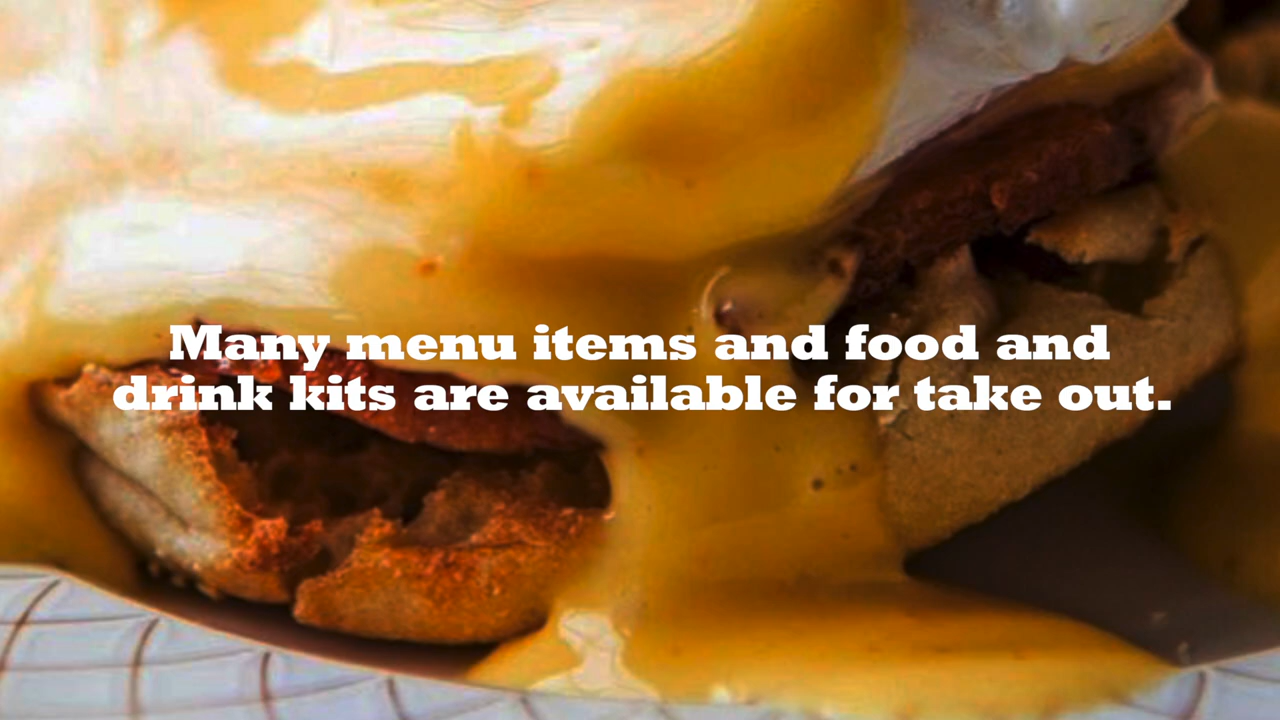 Many menu items and food and
drink kits are available for take out.